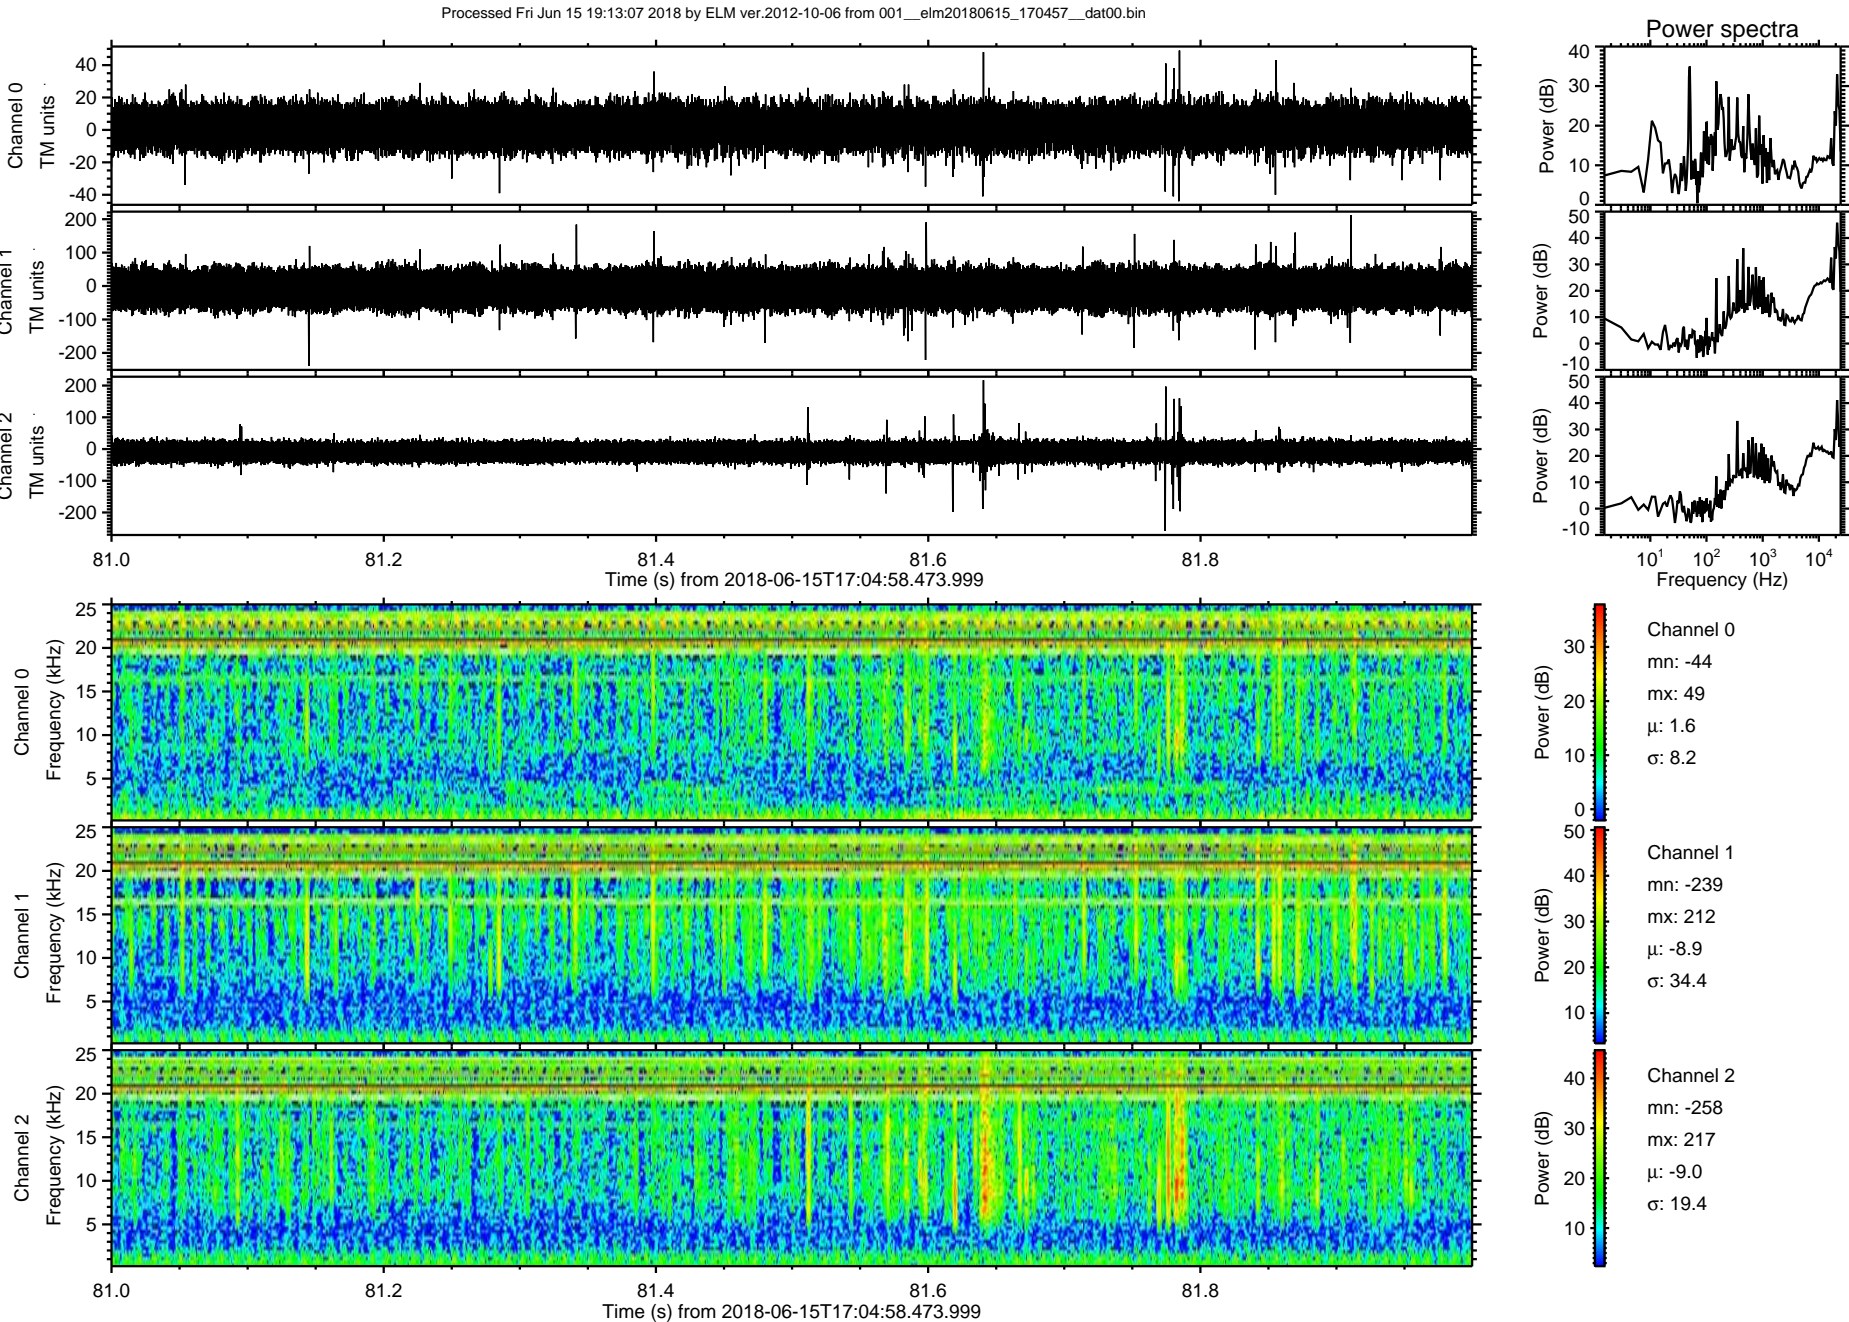 Processed Fri Jun 15 19:13:07 2018 by ELM ver.2012-10-06 from 001__elm20180615_170457__dat00.bin
Power spectra
Channel 0
TM units
40
20
0
-20
-40
Power (dB)
40
30
20
10
0
Channel 1
TM units
200
100
0
-100
-200
Power (dB)
50
40
30
20
10
0
-10
Channel 2
TM units
200
100
0
-100
-200
Power (dB)
50
40
30
20
10
0
-10
81.0 81.2 81.4 81.6 81.8
Time (s) from 2018-06-15T17:04:58.473.999
10¹ 10² 10³ 10⁴
Frequency (Hz)
Channel 0
Frequency (kHz)
25
20
15
10
5
Power (dB)
30
20
10
0
Channel 0
mn: -44
mx: 49
μ: 1.6
σ: 8.2
Channel 1
Frequency (kHz)
25
20
15
10
5
Power (dB)
50
40
30
20
10
Channel 1
mn: -239
mx: 212
μ: -8.9
σ: 34.4
Channel 2
Frequency (kHz)
25
20
15
10
5
Power (dB)
40
30
20
10
Channel 2
mn: -258
mx: 217
μ: -9.0
σ: 19.4
81.0 81.2 81.4 81.6 81.8
Time (s) from 2018-06-15T17:04:58.473.999